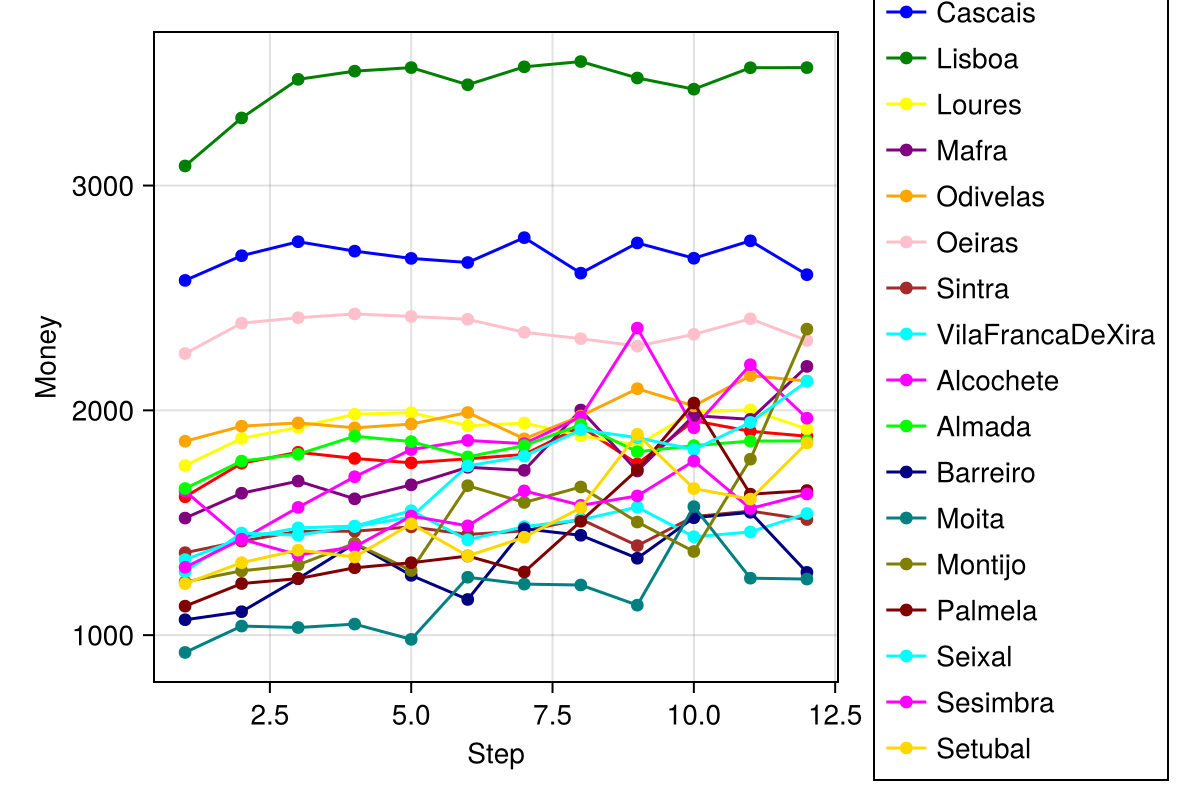 Cascais
Lisboa
Loures
Mafra
Odivelas
Oeiras
Sintra
VilaFrancaDeXira
Alcochete
Almada
Barreiro
Moita
Montijo
Palmela
Seixal
Sesimbra
Setubal
Money
3000
2000
1000
2.5 5.0 7.5 10.0 12.5
Step